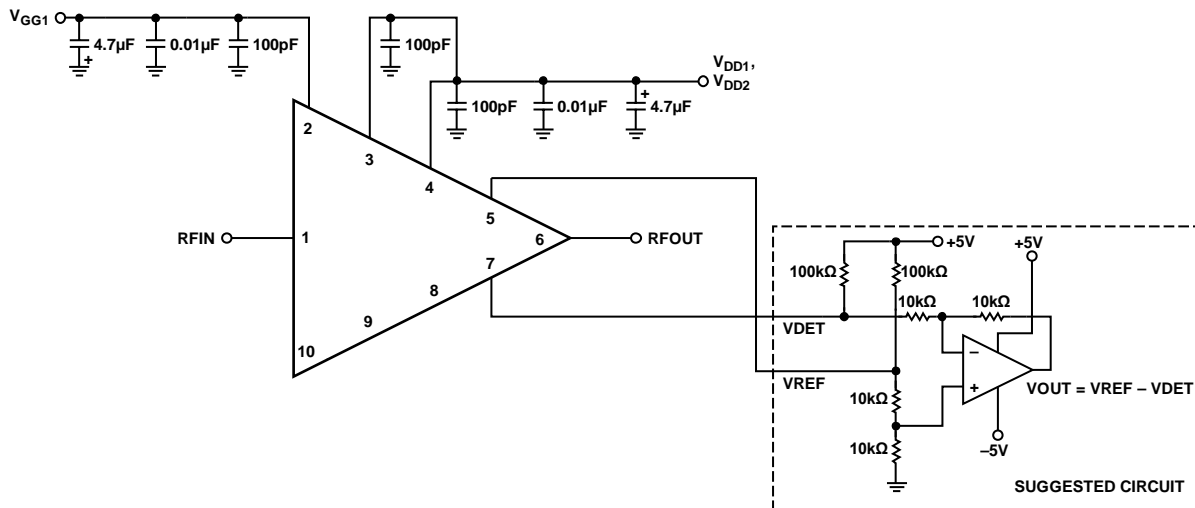 VGG1
4.7µF
0.01µF
100pF
100pF
VDD1,
VDD2
100pF
0.01µF
+
4.7µF
+
2
3
4
5
6
RFIN
1
RFOUT
7
8
9
10
+5V
+5V
100kΩ
100kΩ
10kΩ
10kΩ
VDET
VREF
−
+
10kΩ
VOUT = VREF – VDET
10kΩ
–5V
SUGGESTED CIRCUIT